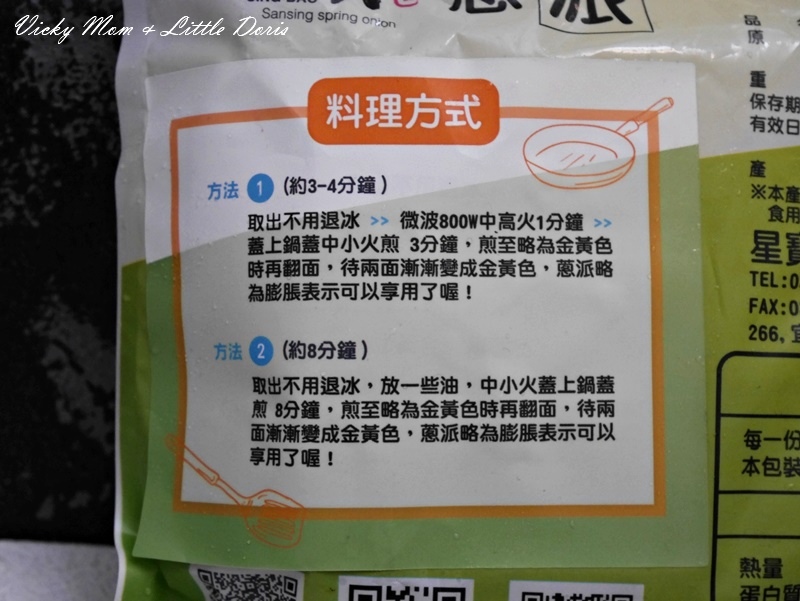 Vicky Mom & Little Doris
Sansing spring onion
蔥派
料理方式
方法 1 (約3-4分鐘)
取出不用退冰 >> 微波800W中高火1分鐘 >>
蓋上鍋蓋中小火煎 3分鐘，煎至略為金黃色
時再翻面，待兩面漸漸變成金黃色，蔥派略
為膨脹表示可以享用了喔！
方法 2 (約8分鐘)
取出不用退冰，放一些油，中小火蓋上鍋蓋
煎 8分鐘，煎至略為金黃色時再翻面，待兩
面漸漸變成金黃色，蔥派略為膨脹表示可以
享用了喔！
品
原
重
保存期
有效日
產
※本產
食用
星寶
TEL:0
FAX:0
266,宜
每一份
本包裝
熱量
蛋白質